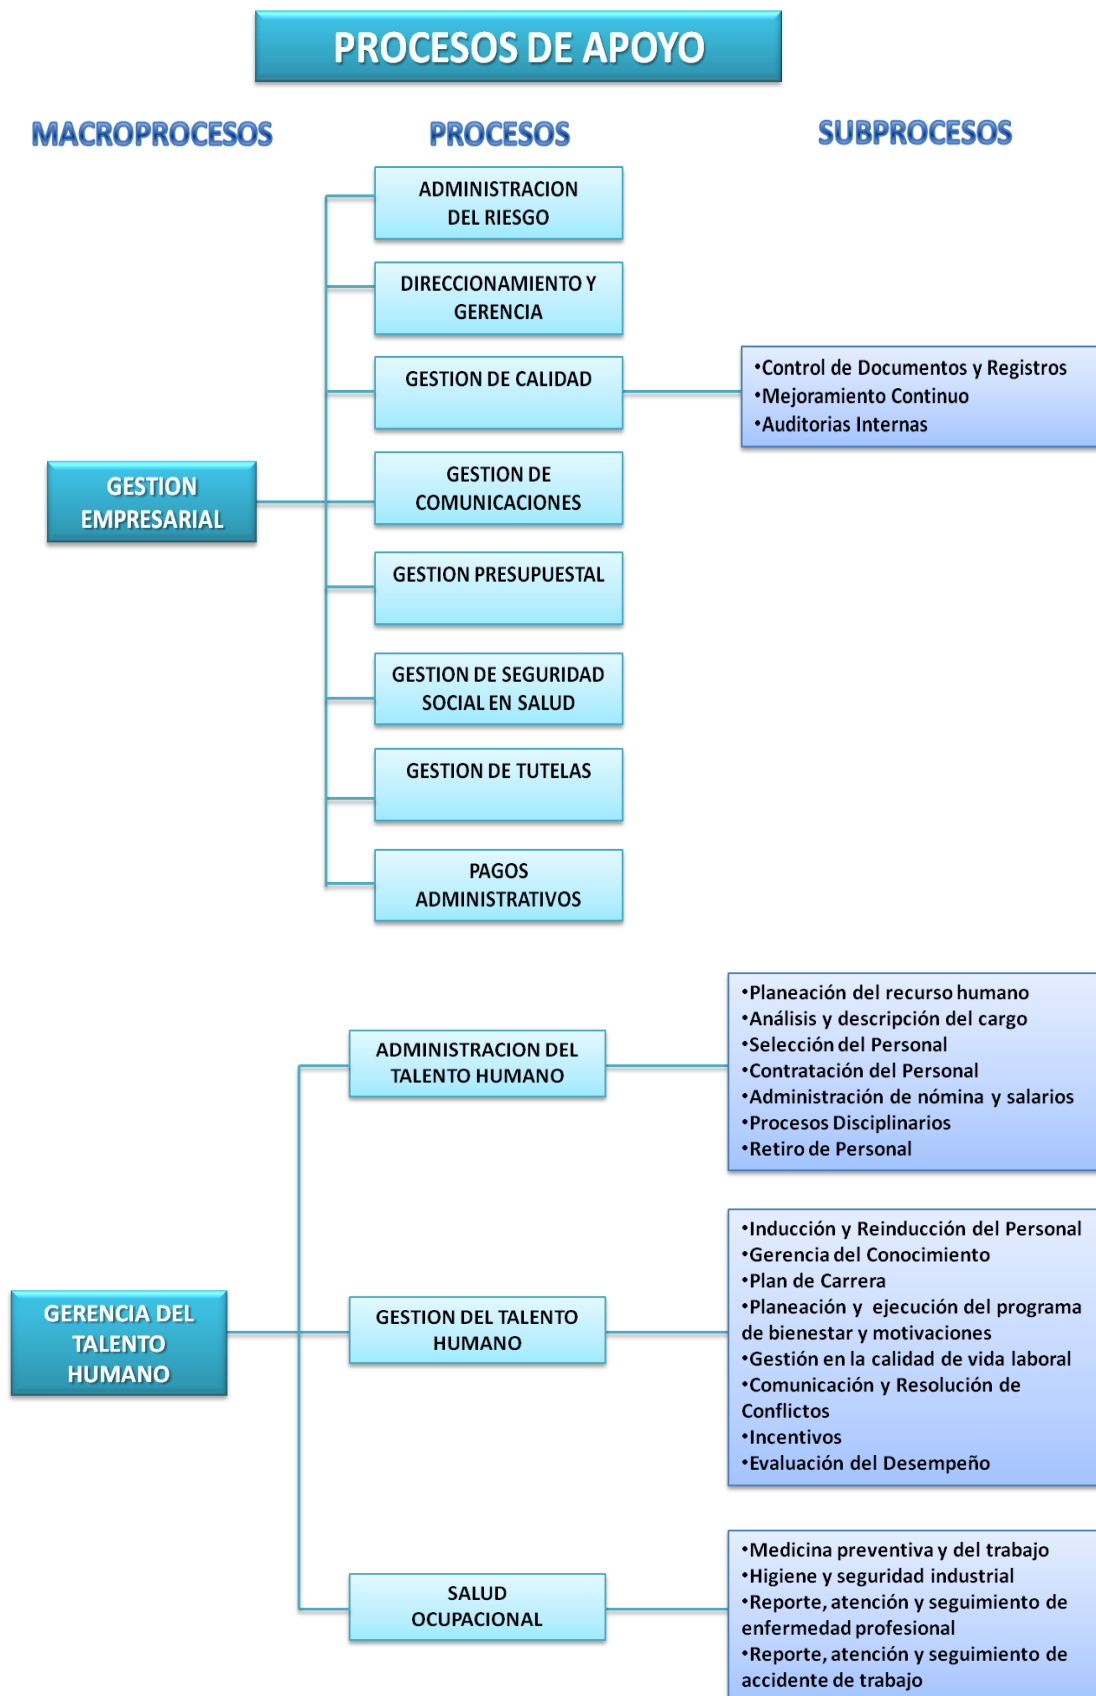 PROCESOS DE APOYO
MACROPROCESOS
PROCESOS
SUBPROCESOS
GESTION
EMPRESARIAL
ADMINISTRACION
DEL RIESGO
DIRECCIONAMIENTO Y
GERENCIA
GESTION DE CALIDAD
•Control de Documentos y Registros
•Mejoramiento Continuo
•Auditorias Internas
GESTION DE
COMUNICACIONES
GESTION PRESUPUESTAL
GESTION DE SEGURIDAD
SOCIAL EN SALUD
GESTION DE TUTELAS
PAGOS
ADMINISTRATIVOS
GERENCIA DEL
TALENTO
HUMANO
ADMINISTRACION DEL
TALENTO HUMANO
•Planeación del recurso humano
•Análisis y descripción del cargo
•Selección del Personal
•Contratación del Personal
•Administración de nómina y salarios
•Procesos Disciplinarios
•Retiro de Personal
GESTION DEL TALENTO
HUMANO
•Inducción y Reinducción del Personal
•Gerencia del Conocimiento
•Plan de Carrera
•Planeación y ejecución del programa
de bienestar y motivaciones
•Gestión en la calidad de vida laboral
•Comunicación y Resolución de
Conflictos
•Incentivos
•Evaluación del Desempeño
SALUD
OCUPACIONAL
•Medicina preventiva y del trabajo
•Higiene y seguridad industrial
•Reporte, atención y seguimiento de
enfermedad profesional
•Reporte, atención y seguimiento de
accidente de trabajo